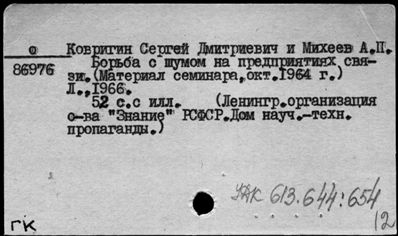 о Ковригин Сергей Дмитриевич и Михеев А.П.
86976 Борьба с шумом на предприятиях свя-
зи.(Материал семинара,окт.1964 г.)
Л.,1966.
52 с.с илл. (Ленингр.организация
о-ва "Знание" РСФСР.Дом науч.-техн.
пропаганды.)
УДК 613.644:654
12
ГК